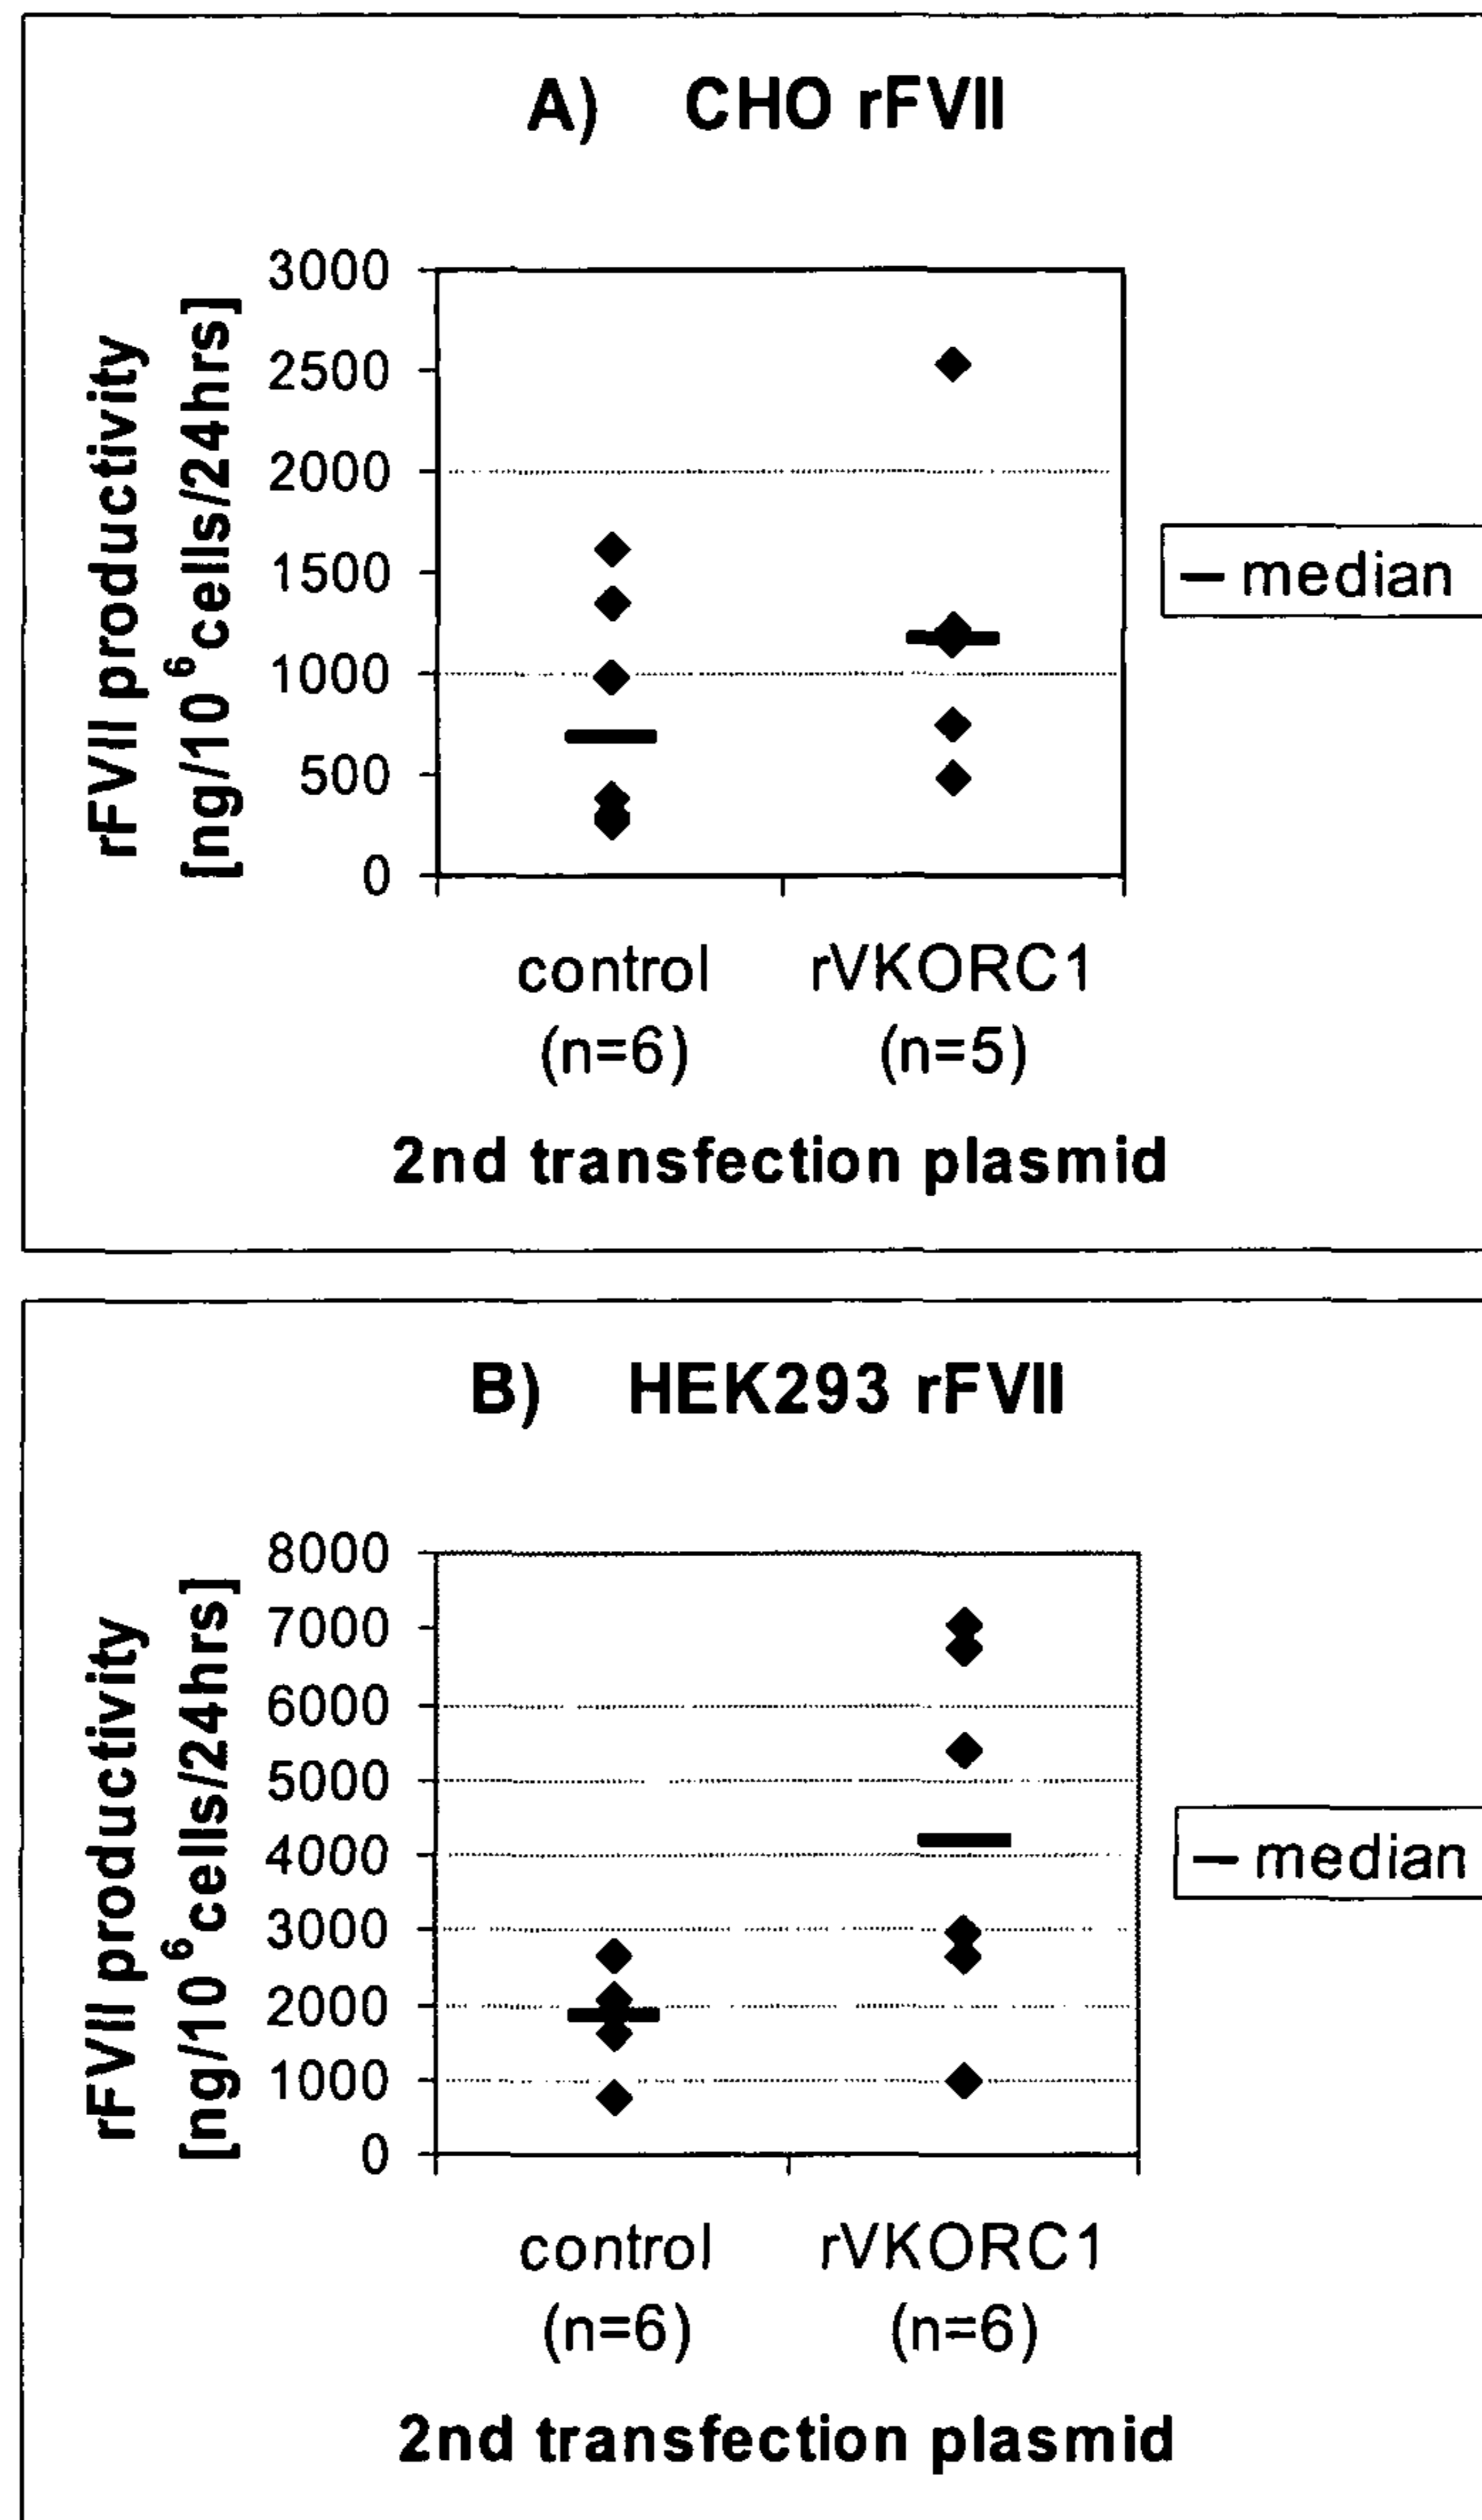 A) CHO rFVII
rFVII productivity
[ng/10⁶cells/24hrs]
3000
2500
2000
1500
1000
500
0
median
control
(n=6)
rVKORC1
(n=5)
2nd transfection plasmid
B) HEK293 rFVII
rFVII productivity
[ng/10⁶cells/24hrs]
8000
7000
6000
5000
4000
3000
2000
1000
0
median
control
(n=6)
rVKORC1
(n=6)
2nd transfection plasmid